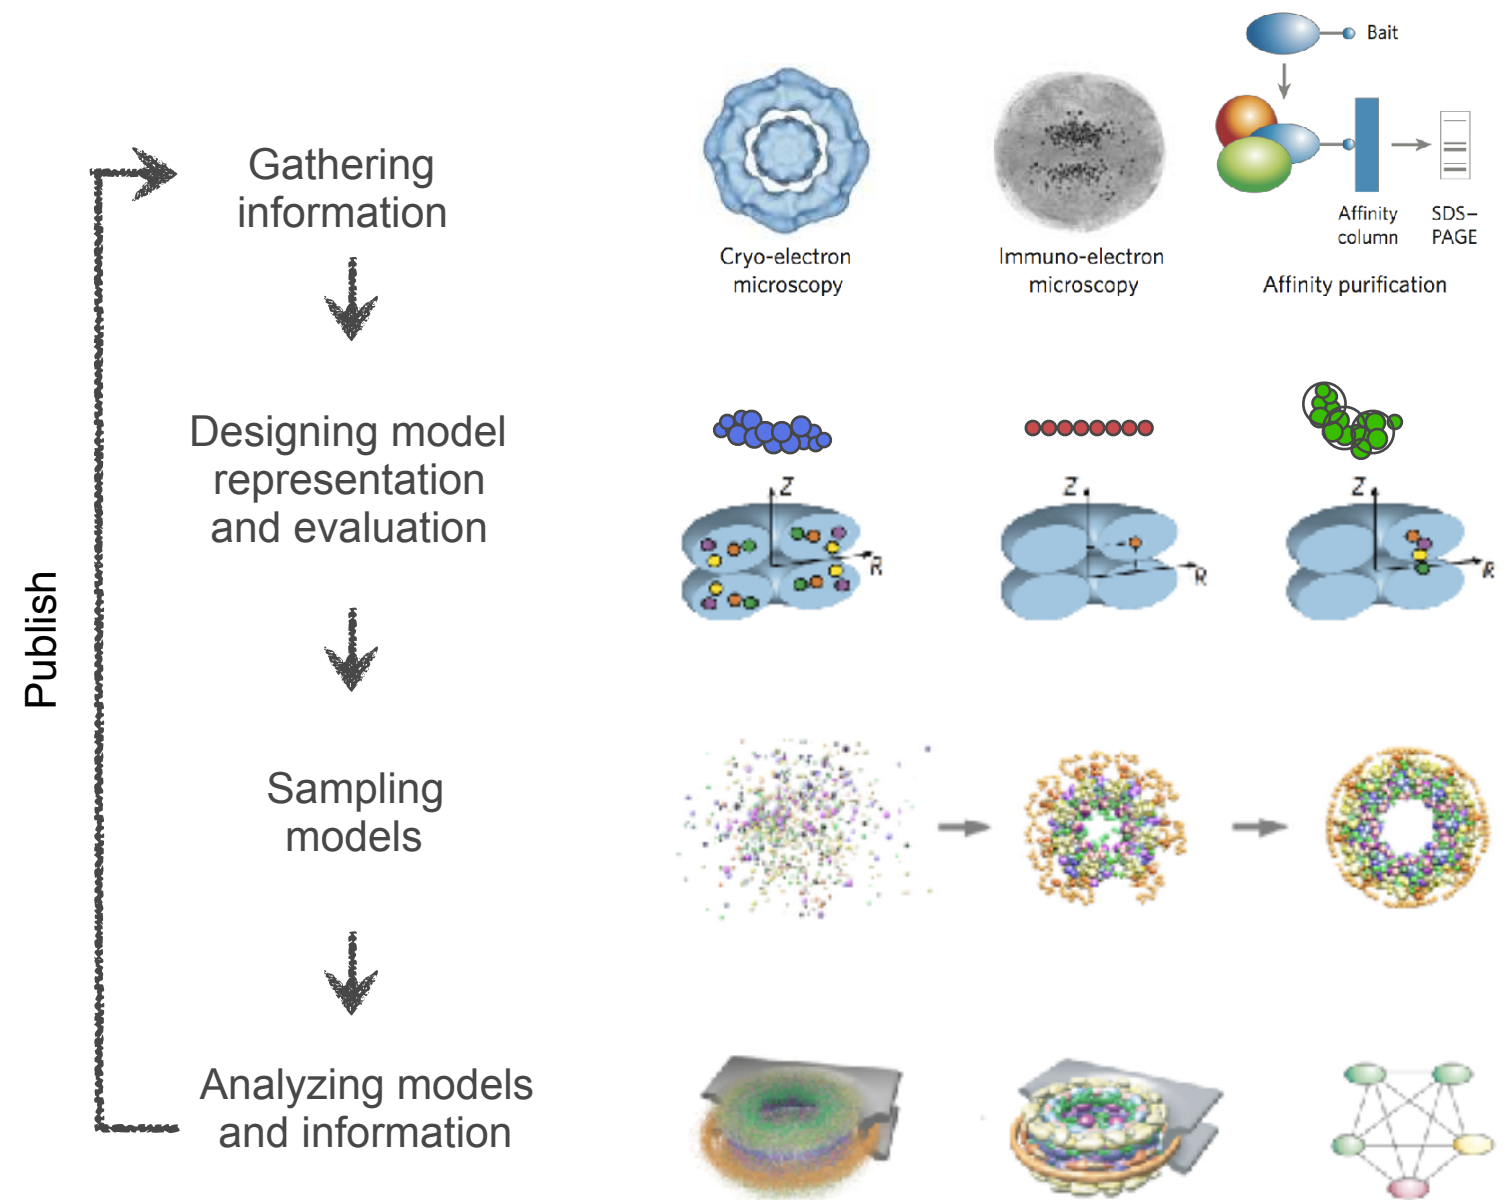 Bait
Gathering
information
Affinity
column
SDS–
PAGE
Cryo-electron
microscopy
Immuno-electron
microscopy
Affinity purification
Designing model
representation
and evaluation
Z
R
Z
R
Z
R
Publish
Sampling
models
Analyzing models
and information